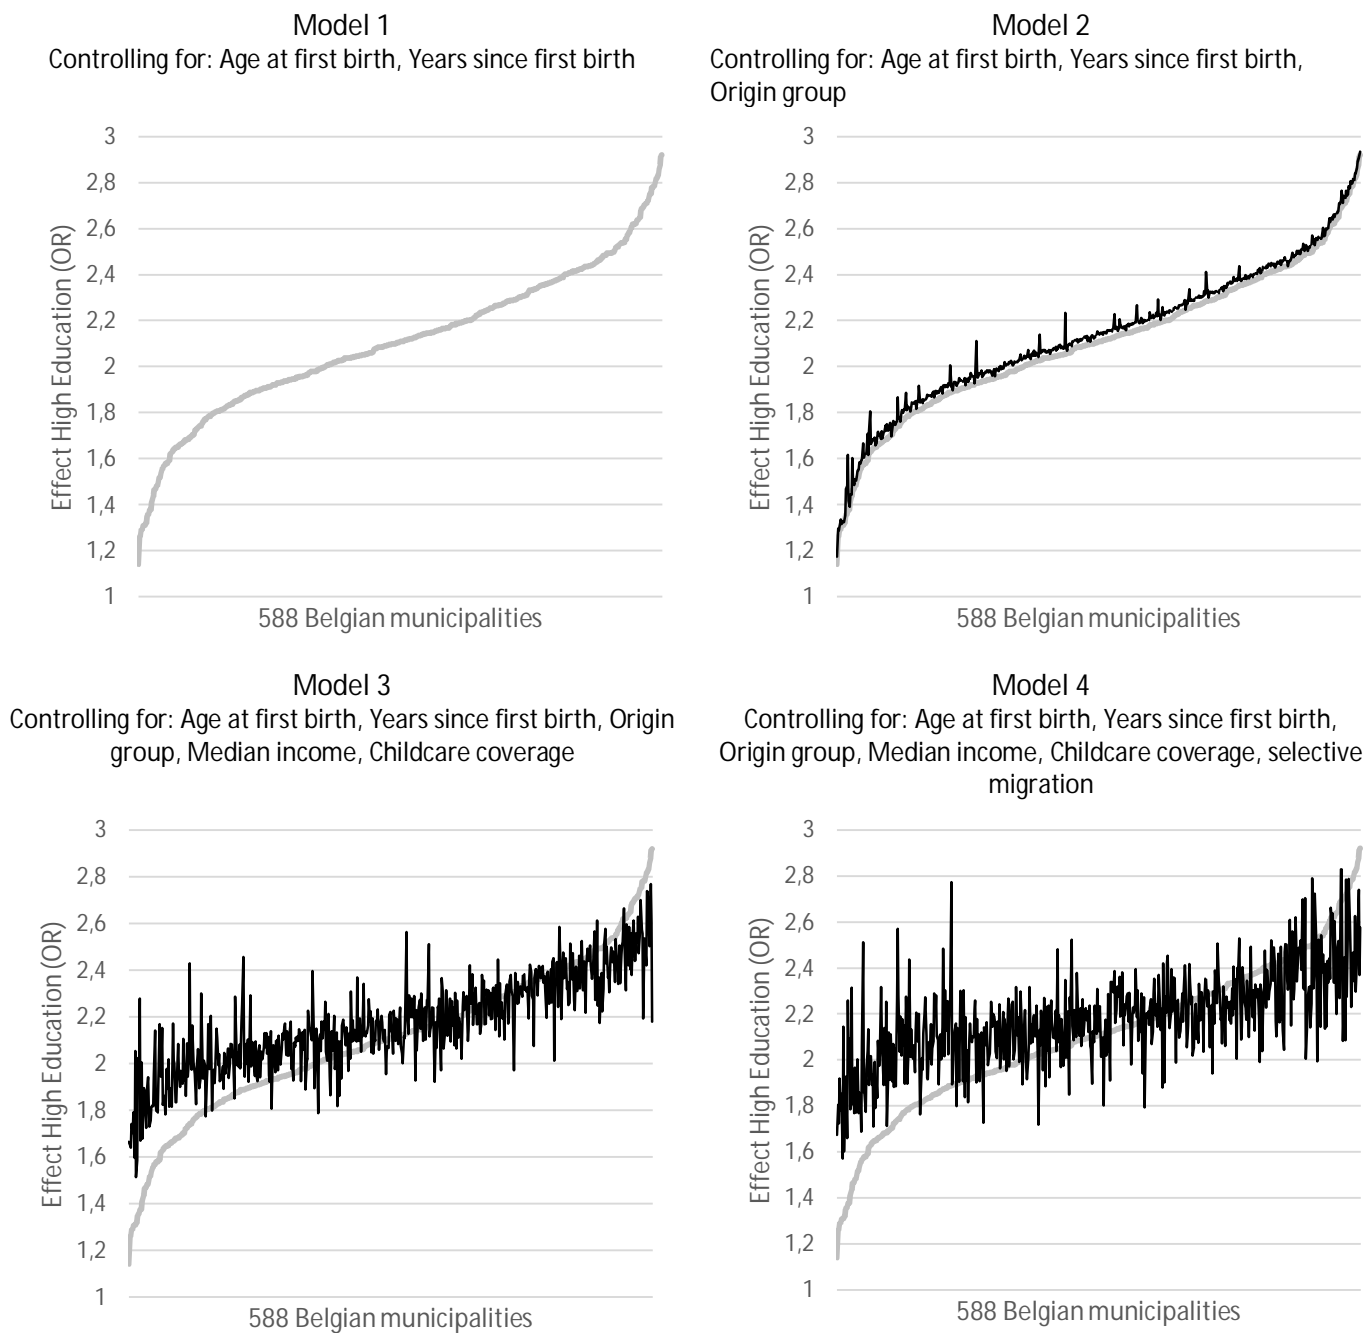 Model 1
Controlling for: Age at first birth, Years since first birth
3
2,8
2,6
2,4
2,2
2
1,8
1,6
1,4
1,2
1
Effect High Education (OR)
588 Belgian municipalities
Model 2
Controlling for: Age at first birth, Years since first birth,
Origin group
3
2,8
2,6
2,4
2,2
2
1,8
1,6
1,4
1,2
1
Effect High Education (OR)
588 Belgian municipalities
Model 3
Controlling for: Age at first birth, Years since first birth, Origin
group, Median income, Childcare coverage
3
2,8
2,6
2,4
2,2
2
1,8
1,6
1,4
1,2
1
Effect High Education (OR)
588 Belgian municipalities
Model 4
Controlling for: Age at first birth, Years since first birth,
Origin group, Median income, Childcare coverage, selective
migration
3
2,8
2,6
2,4
2,2
2
1,8
1,6
1,4
1,2
1
Effect High Education (OR)
588 Belgian municipalities